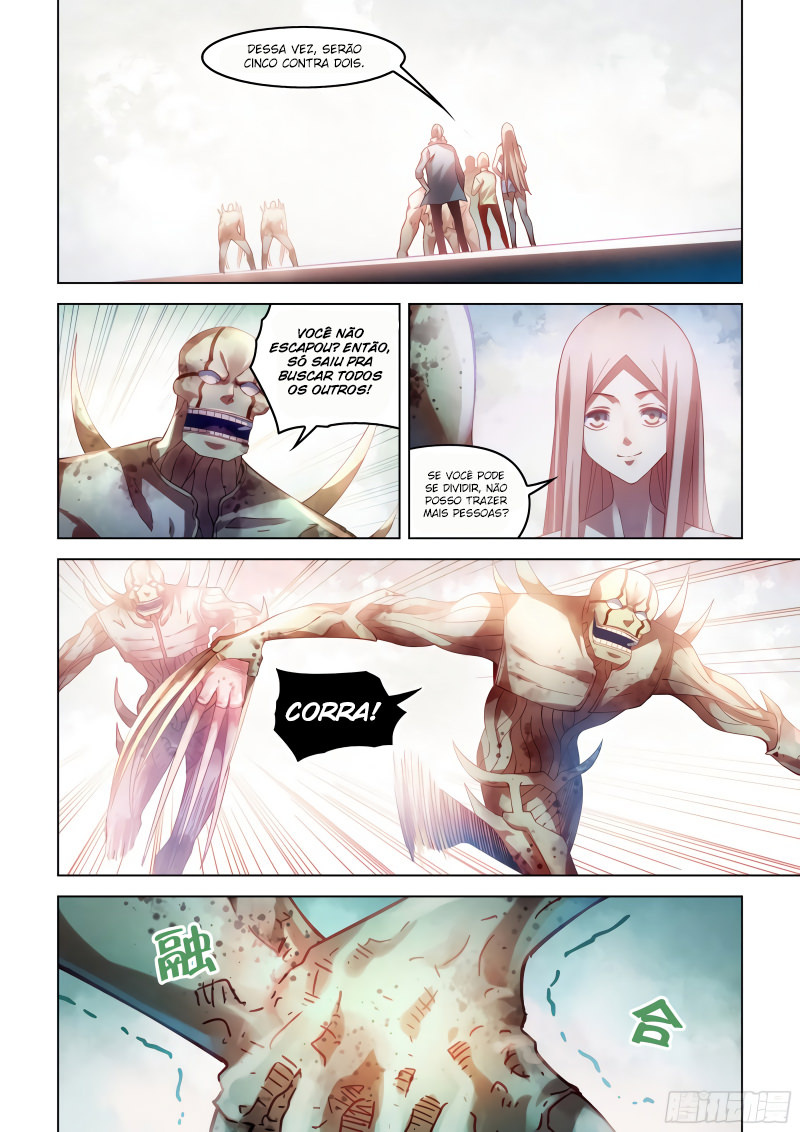 DESSA VEZ, SERÃO
CINCO CONTRA DOIS.
VOCÊ NÃO
ESCAPOU? ENTÃO,
SÓ SAIU PRA
BUSCAR TODOS
OS OUTROS!
SE VOCÊ PODE
SE DIVIDIR, NÃO
POSSO TRAZER
MAIS PESSOAS?
CORRA!
融
合
腾讯动漫